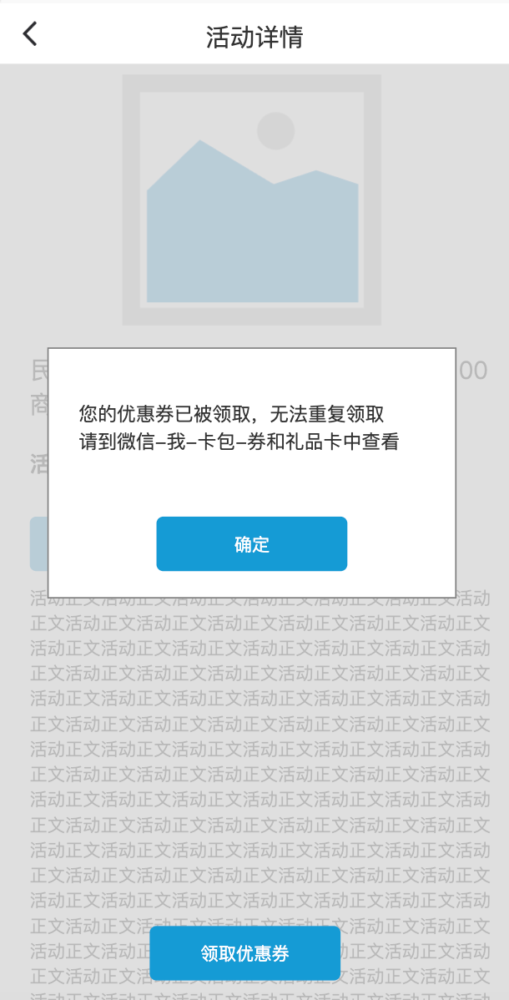 活动详情
民
00
商
活
您的优惠券已被领取，无法重复领取
请到微信–我–卡包–券和礼品卡中查看
确定
活动正文活动正文活动正文活动正文活动正文活动正文活动
正文活动正文活动正文活动正文活动正文活动正文活动正文
活动正文活动正文活动正文活动正文活动正文活动正文活动
正文活动正文活动正文活动正文活动正文活动正文活动正文
活动正文活动正文活动正文活动正文活动正文活动正文活动
正文活动正文活动正文活动正文活动正文活动正文活动正文
活动正文活动正文活动正文活动正文活动正文活动正文活动
正文活动正文活动正文活动正文活动正文活动正文活动正文
活动正文活动正文活动正文活动正文活动正文活动正文活动
正文活动正文活动正文活动正文活动正文活动正文活动正文
活动正文活动正文活动正文活动正文活动正文活动正文活动
正文活动正文活动正文活动正文活动正文活动正文活动正文
活动正文活动正文活动正文活动正文活动正文活动正文活动
正文活动正文活动正文活动正文活动正文活动正文活动正文
活动正文活动 正文活动正文活动
领取优惠券
正文活动正文 活动正文活动正文